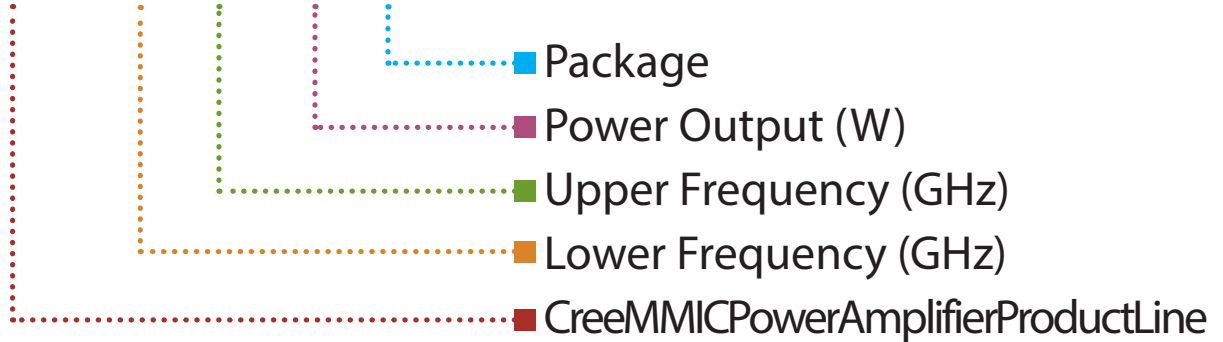 Package
Power Output (W)
Upper Frequency (GHz)
Lower Frequency (GHz)
CreeMMICPowerAmplifierProductLine